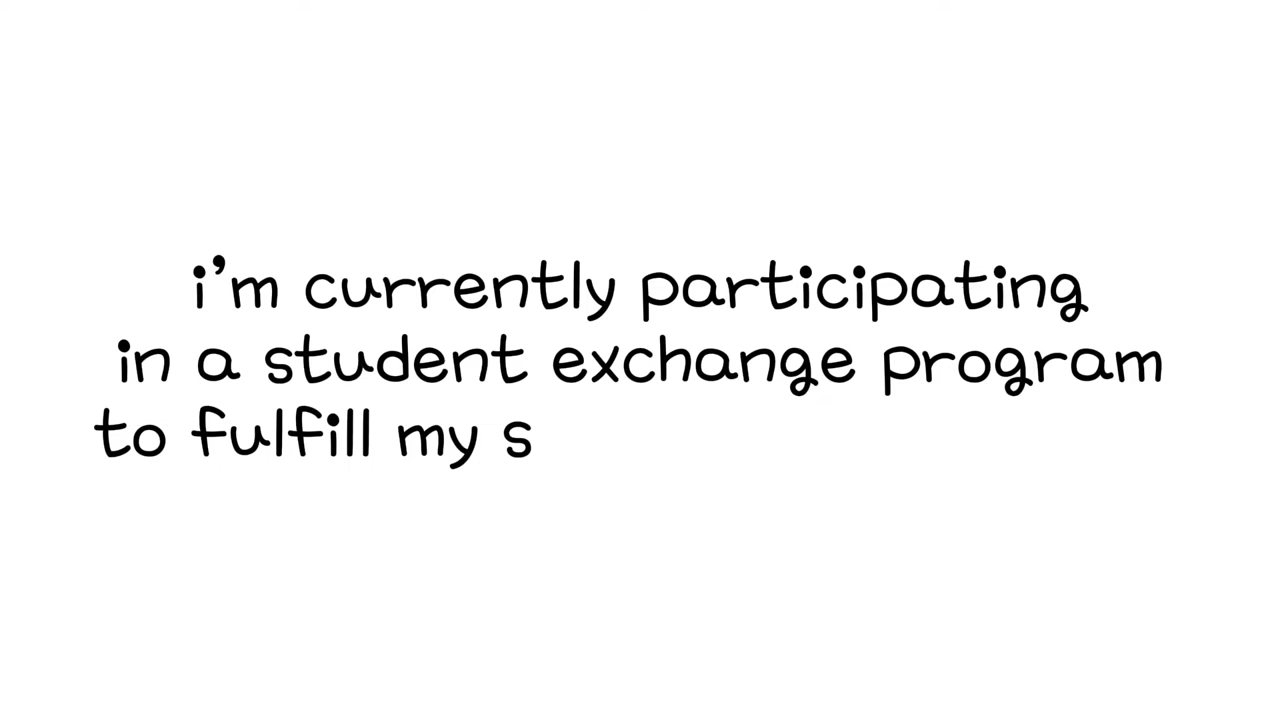 i'm currently participating
in a student exchange program
to fulfill my s